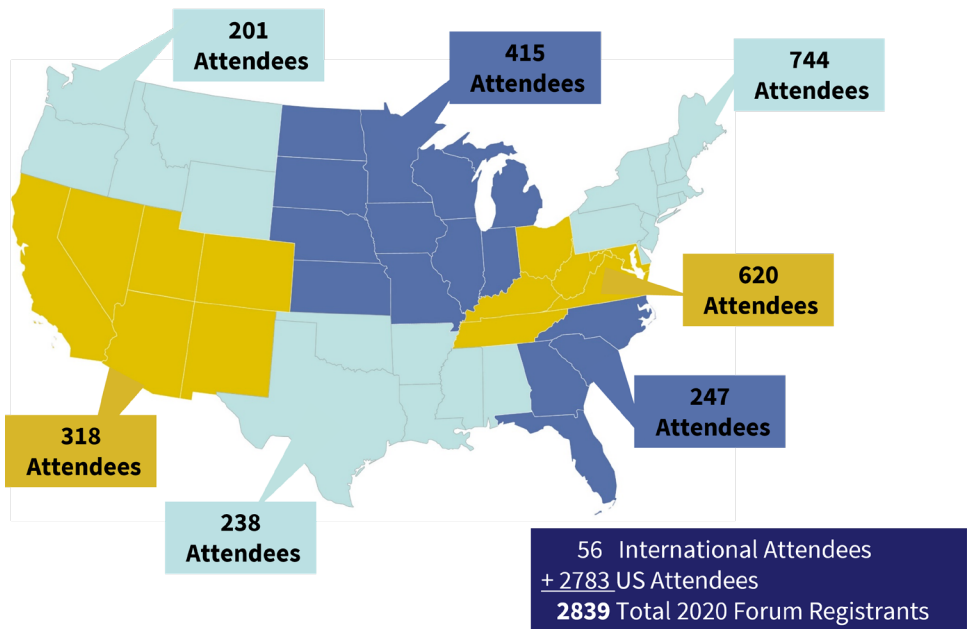 201
Attendees
415
Attendees
744
Attendees
620
Attendees
247
Attendees
318
Attendees
238
Attendees
56 International Attendees
+ 2783 US Attendees
2839 Total 2020 Forum Registrants